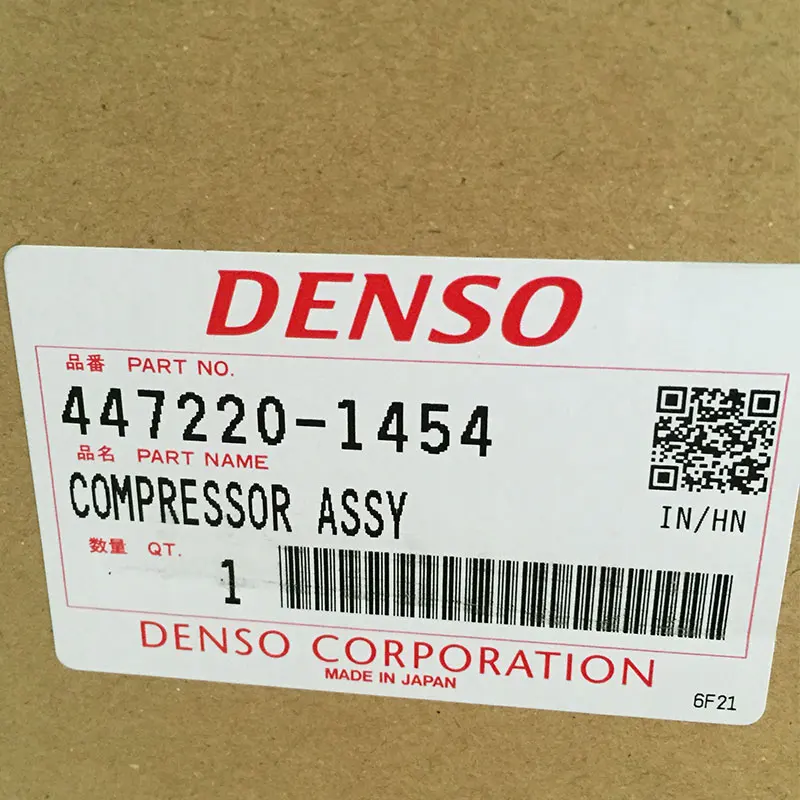 DENSO
品番 PART NO.
447220-1454
品名 PART NAME
COMPRESSOR ASSY
IN/HN
数量 QT.
1
DENSO CORPORATION
MADE IN JAPAN
6F21